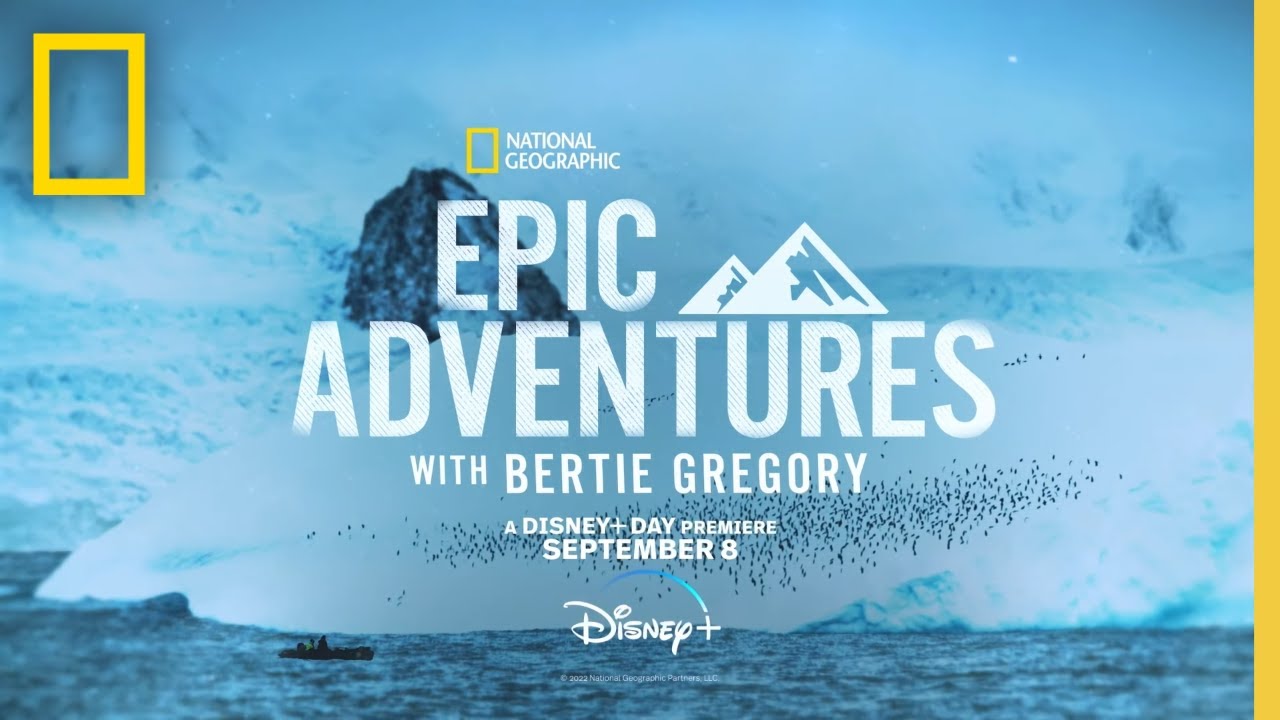 NATIONAL
GEOGRAPHIC
EPIC
ADVENTURES
WITH BERTIE GREGORY
A DISNEY+ DAY PREMIERE
SEPTEMBER 8
Disney+
© 2022 National Geographic Partners, LLC.